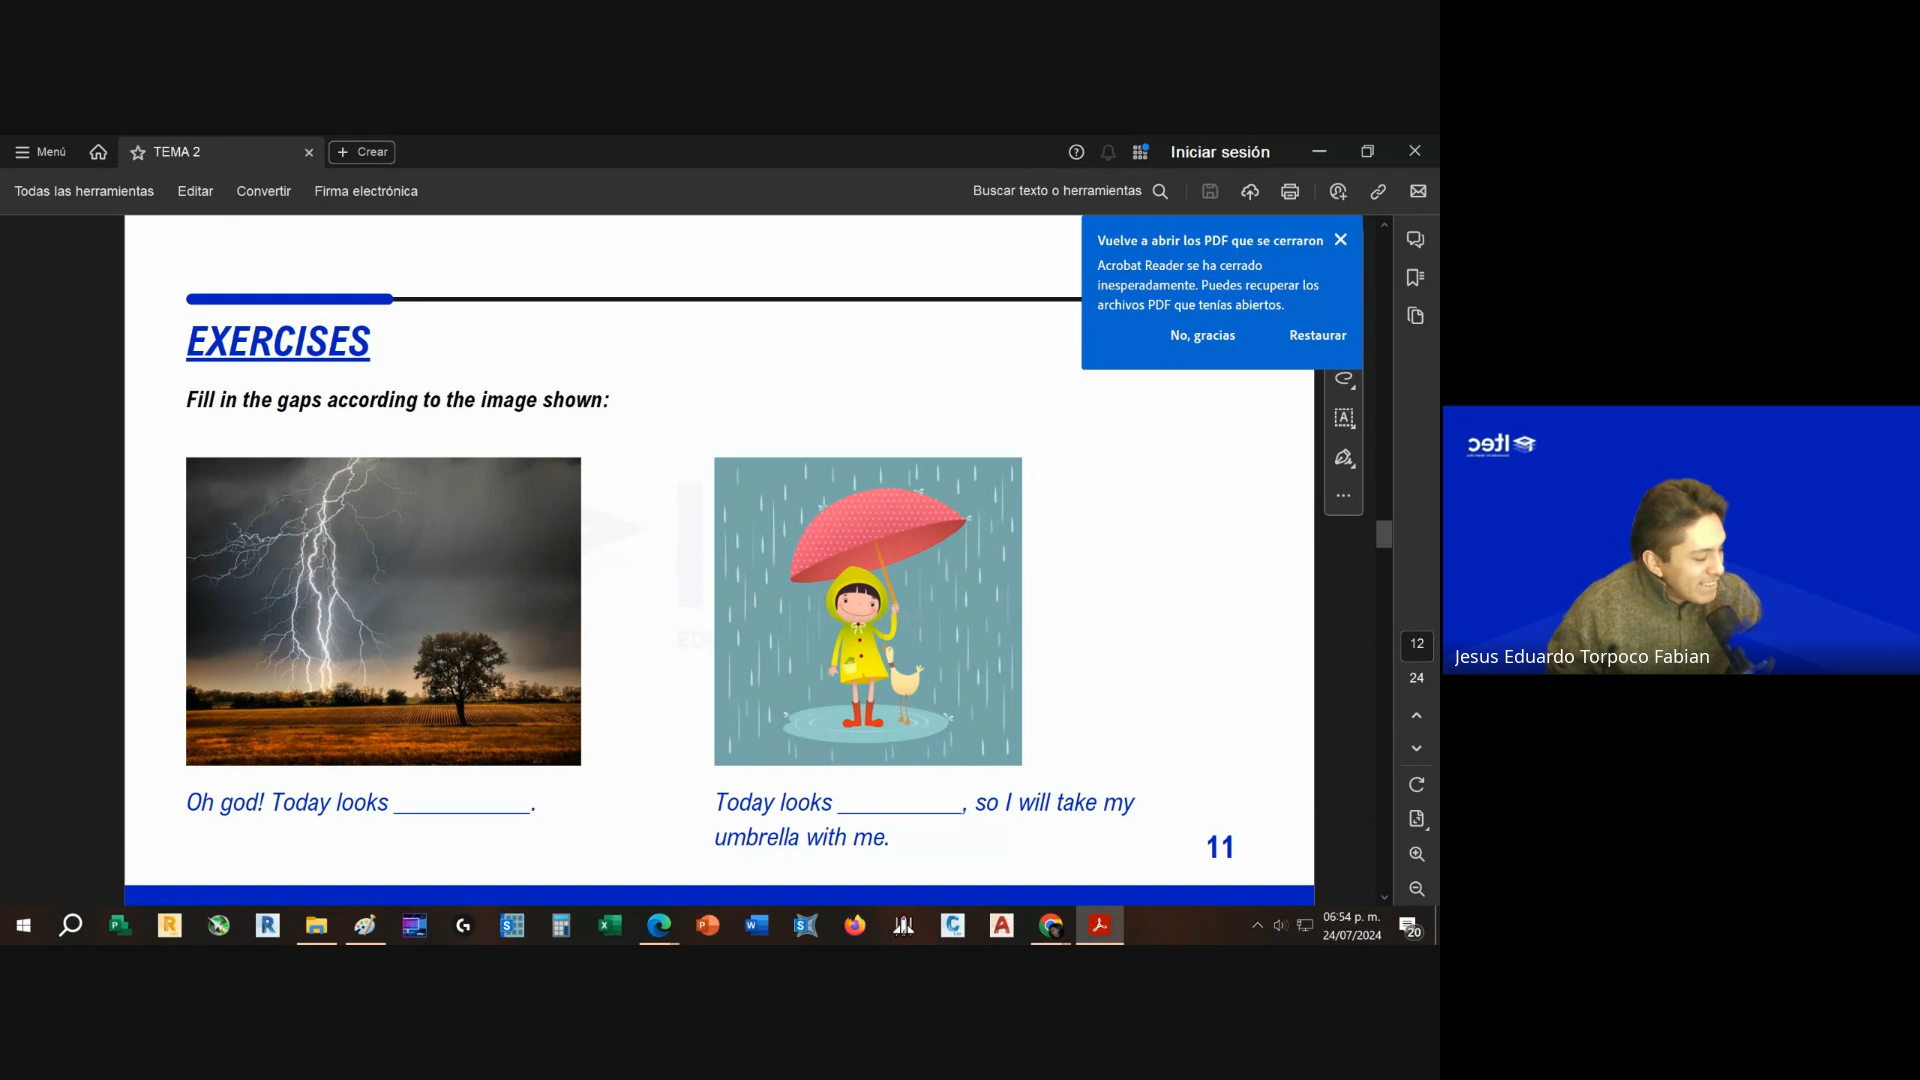 Menú
TEMA 2
Crear
Iniciar sesión
Todas las herramientas
Editar
Convertir
Firma electrónica
Buscar texto o herramientas
Vuelve a abrir los PDF que se cerraron
Acrobat Reader se ha cerrado
inesperadamente. Puedes recuperar los
archivos PDF que tenías abiertos.
No, gracias
Restaurar
EXERCISES
Fill in the gaps according to the image shown:
Oh god! Today looks __________.
Today looks _________, so I will take my
umbrella with me.
11
12
24
Itec
Jesus Eduardo Torpoco Fabian
06:54 p. m.
24/07/2024
20